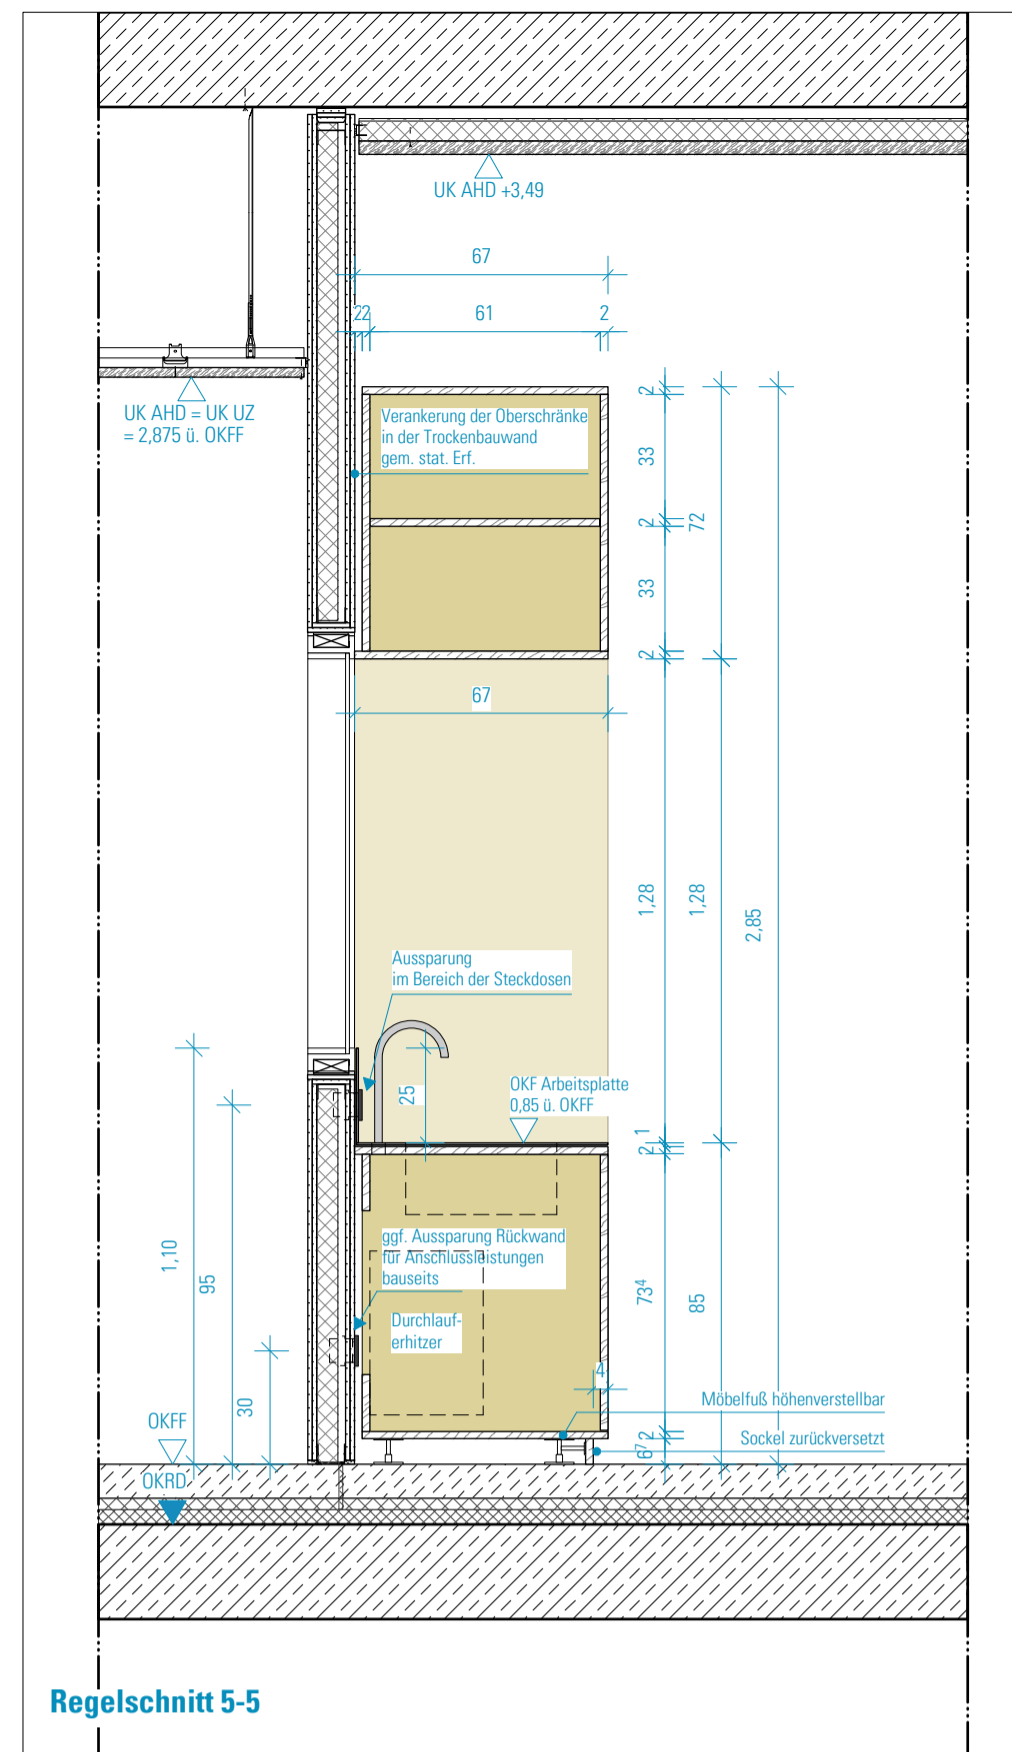 UK AHD +3,49
67
22
61
2
UK AHD = UK UZ
= 2,875 ü. OKFF
Verankerung der Oberschränke
in der Trockenbauwand
gem. stat. Erf.
2
33
2
72
33
2
67
1,28
1,28
2,85
Aussparung
im Bereich der Steckdosen
25
OKF Arbeitsplatte
0,85 ü. OKFF
1
2
1,10
95
30
ggf. Aussparung Rückwand
für Anschlussleistungen
bauseits
Durchlauf-
erhitzer
73⁴
85
4
Möbelfuß höhenverstellbar
Sockel zurückversetzt
2
6⁷
OKFF
OKRD
Regelschnitt 5-5